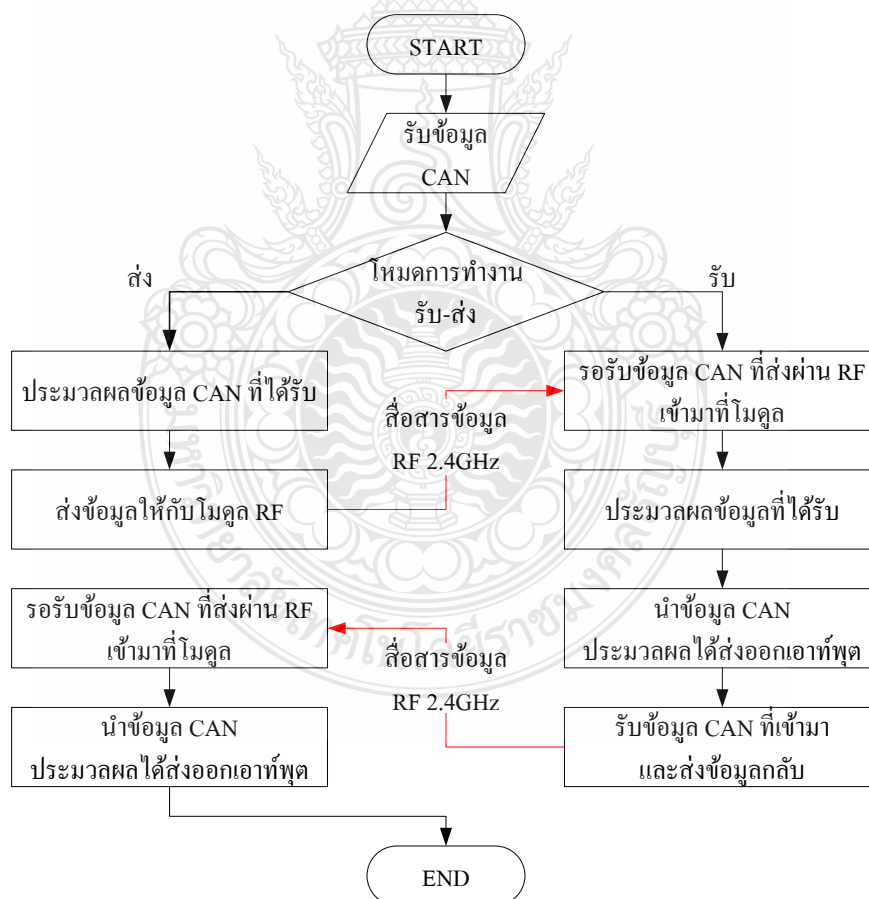 START
รับข้อมูล
CAN
โหมดการทำงาน
รับ-ส่ง
ส่ง
รับ
ประมวลผลข้อมูล CAN ที่ได้รับ
ส่งข้อมูลให้กับโมดูล RF
รอรับข้อมูล CAN ที่ส่งผ่าน RF
เข้ามาที่โมดูล
นำข้อมูล CAN
ประมวลผลได้ส่งออกเอาท์พุต
สื่อสารข้อมูล
RF 2.4GHz
สื่อสารข้อมูล
RF 2.4GHz
รอรับข้อมูล CAN ที่ส่งผ่าน RF
เข้ามาที่โมดูล
ประมวลผลข้อมูลที่ได้รับ
นำข้อมูล CAN
ประมวลผลได้ส่งออกเอาท์พุต
รับข้อมูล CAN ที่เข้ามา
และส่งข้อมูลกลับ
END